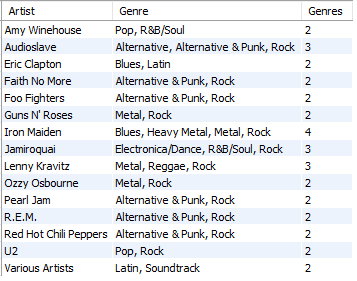 Artist Genre Genres
Amy Winehouse Pop, R&B/Soul 2
Audioslave Alternative, Alternative & Punk, Rock 3
Eric Clapton Blues, Latin 2
Faith No More Alternative & Punk, Rock 2
Foo Fighters Alternative & Punk, Rock 2
Guns N' Roses Metal, Rock 2
Iron Maiden Blues, Heavy Metal, Metal, Rock 4
Jamiroquai Electronica/Dance, R&B/Soul, Rock 3
Lenny Kravitz Metal, Reggae, Rock 3
Ozzy Osbourne Metal, Rock 2
Pearl Jam Alternative & Punk, Rock 2
R.E.M. Alternative & Punk, Rock 2
Red Hot Chili Peppers Alternative & Punk, Rock 2
U2 Pop, Rock 2
Various Artists Latin, Soundtrack 2